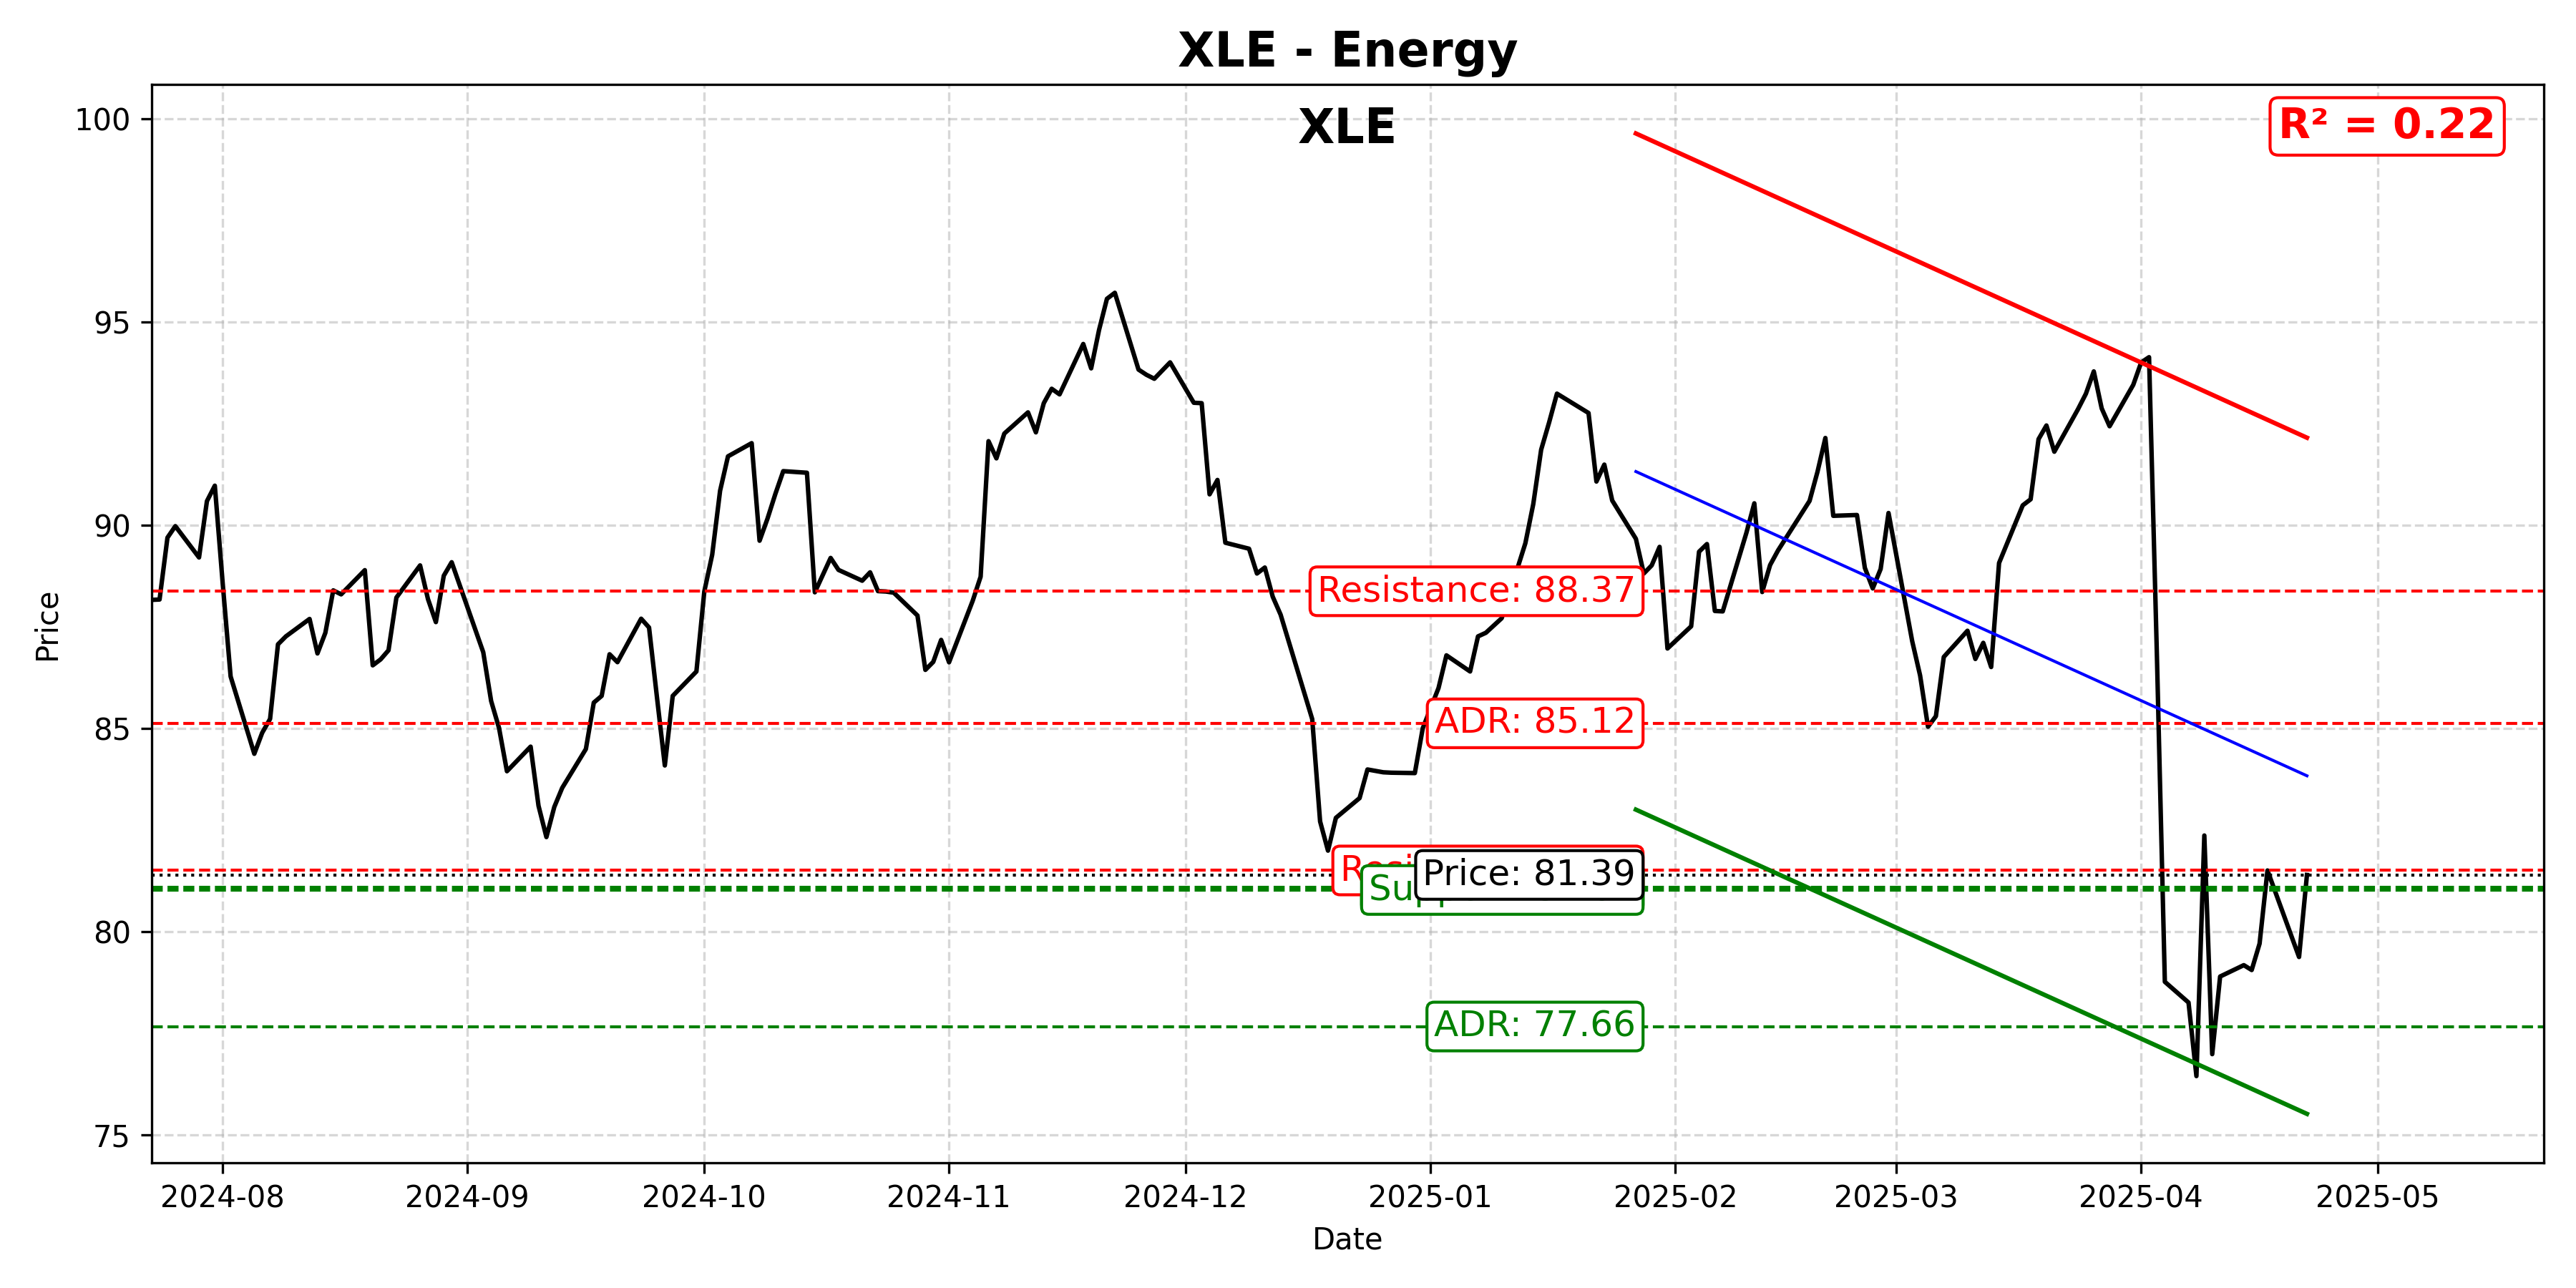 XLE - Energy
XLE
R² = 0.22
100
95
90
85
80
75
Price
Resistance: 88.37
ADR: 85.12
Price: 81.39
ADR: 77.66
2024-08
2024-09
2024-10
2024-11
2024-12
2025-01
2025-02
2025-03
2025-04
2025-05
Date